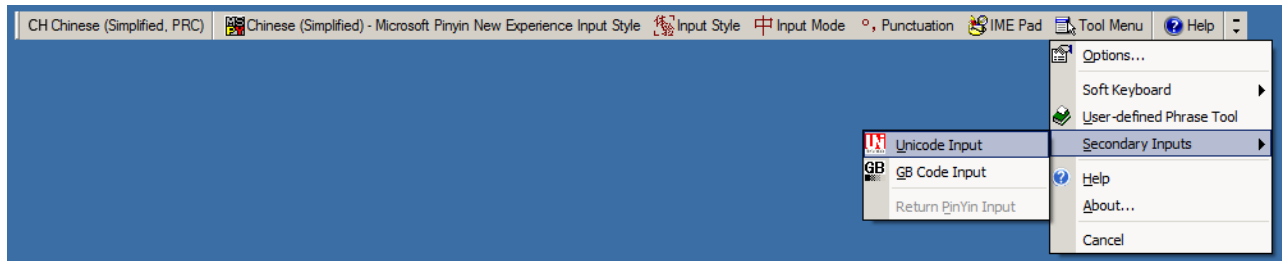 CH Chinese (Simplified, PRC) Chinese (Simplified) - Microsoft Pinyin New Experience Input Style Input Style 中 Input Mode °, Punctuation IME Pad Tool Menu Help
Options...
Soft Keyboard
User-defined Phrase Tool
Unicode Input Secondary Inputs
GB GB Code Input Help
Return PinYin Input About...
Cancel